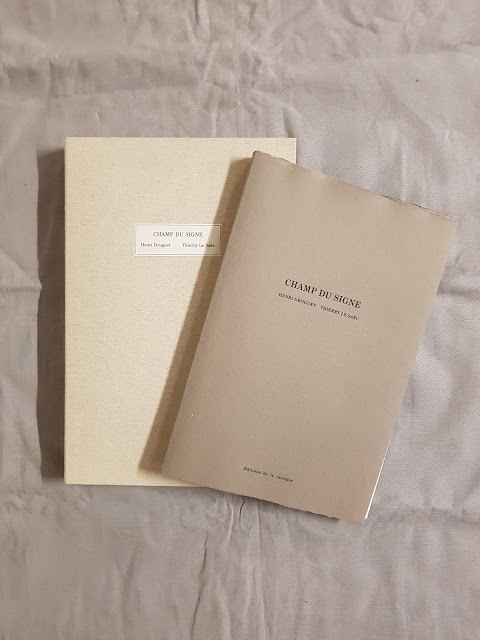 CHAMP DU SIGNE
Henri Droguet Thierry Le Saëc
CHAMP DU SIGNE
HENRI DROGUET THIERRY LE SAËC
Éditions de la canopée